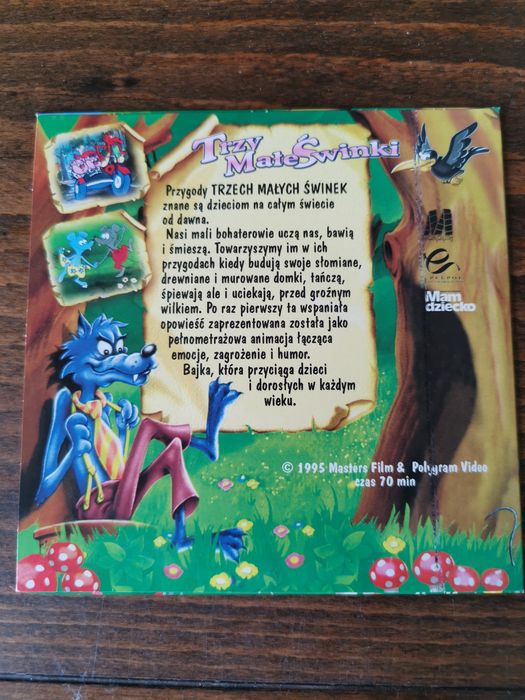 Trzy
Małe Świnki
Przygody TRZECH MAŁYCH ŚWINEK
znane są dzieciom na całym świecie
od dawna.
Nasi mali bohaterowie uczą nas, bawią
i śmieszą. Towarzyszymy im w ich
przygodach kiedy budują swoje słomiane,
drewniane i murowane domki, tańczą,
śpiewają ale i uciekają, przed groźnym
wilkiem. Po raz pierwszy ta wspaniała
opowieść zaprezentowana została jako
pełnometrażowa animacja łącząca
emocje, zagrożenie i humor.
Bajka, która przyciąga dzieci
i dorosłych w każdym
wieku.
Mam
dziecko
© 1995 Masters Film & Polygram Video
czas 70 min